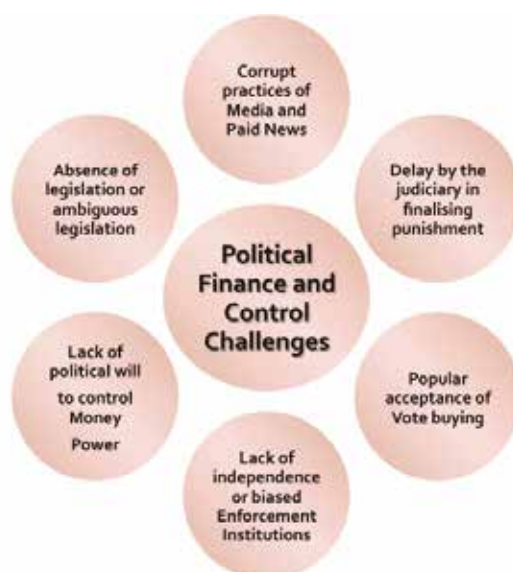 Corrupt
practices of
Media and
Paid News
Absence of
legislation or
ambiguous
legislation
Delay by the
judiciary in
finalising
punishment
Political
Finance and
Control
Challenges
Lack of
political will
to control
Money
Power
Popular
acceptance of
Vote buying
Lack of
independence
or biased
Enforcement
Institutions